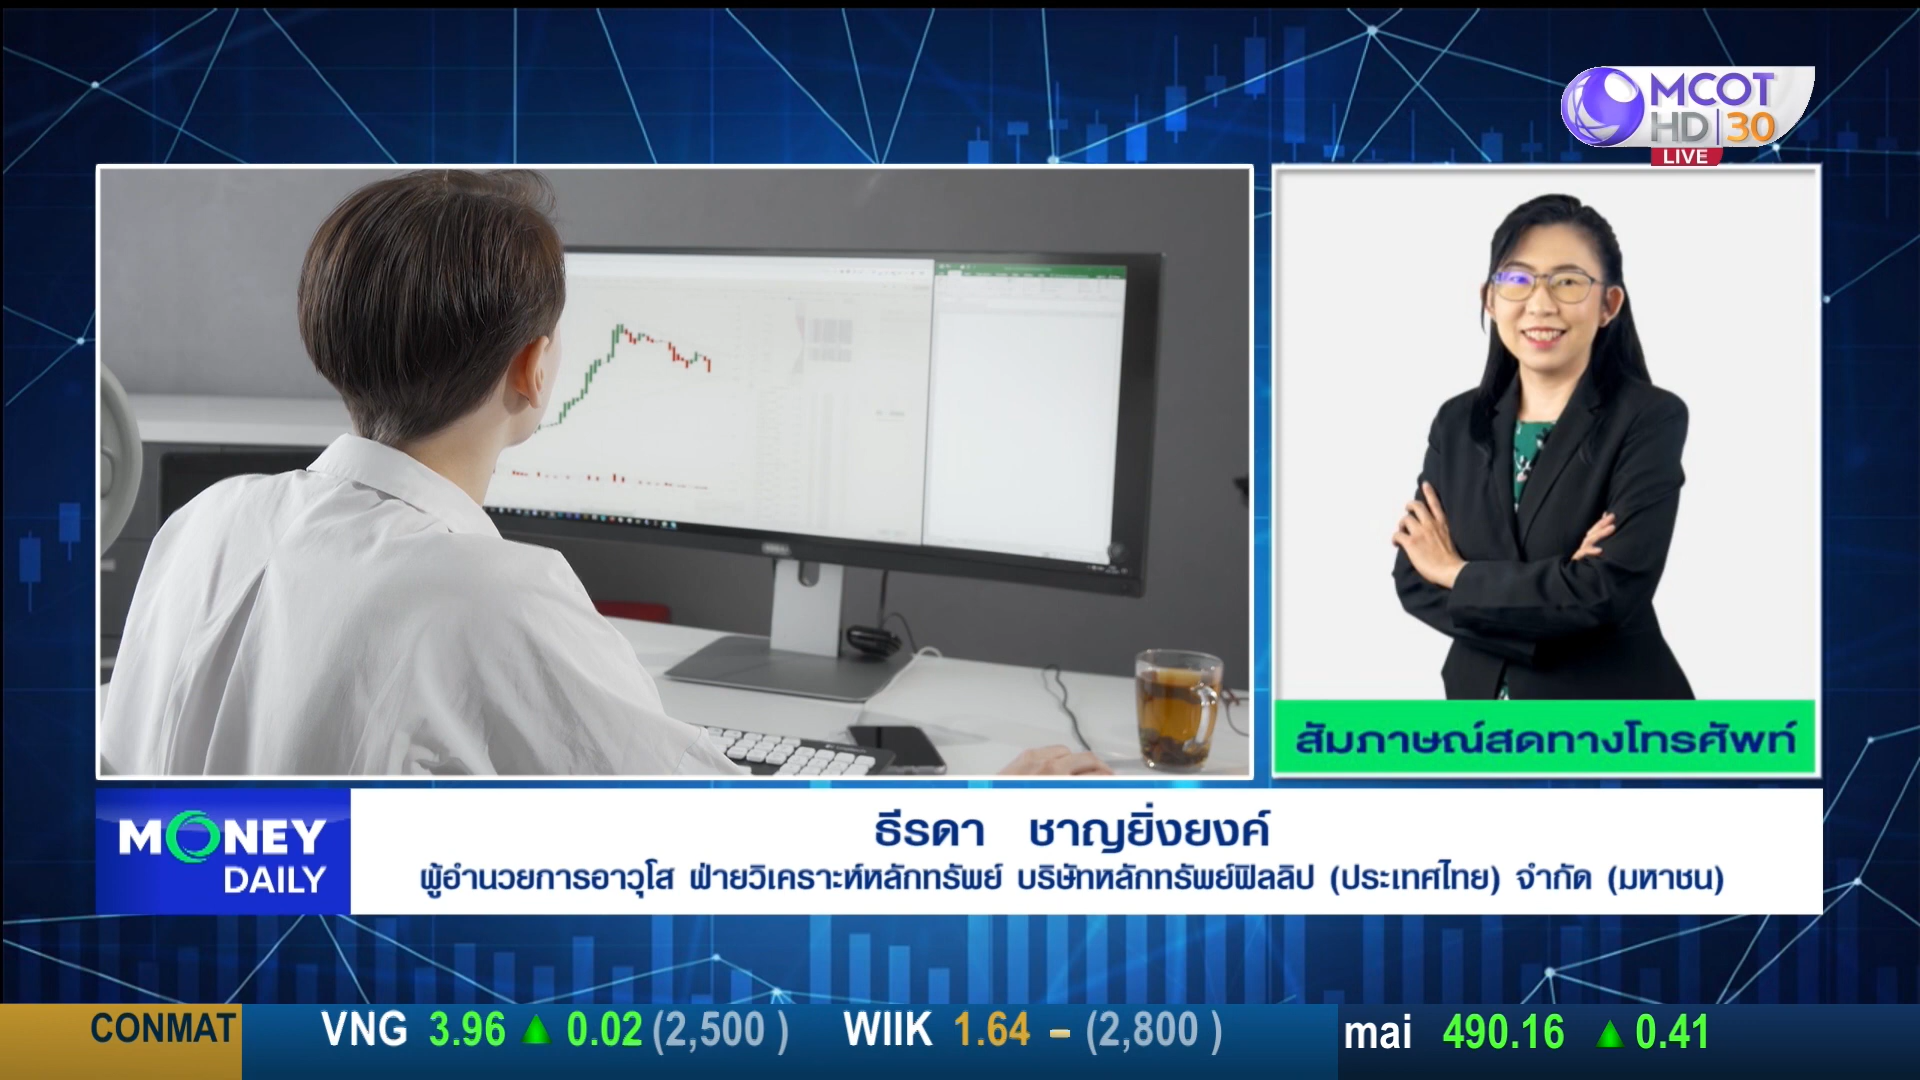 MCOT
HD 30
LIVE
สัมภาษณ์สดทางโทรศัพท์
MONEY
DAILY
ธีรดา ชาญยิ่งยงค์
ผู้อำนวยการอาวุโส ฝ่ายวิเคราะห์หลักทรัพย์ บริษัทหลักทรัพย์ฟิลลิป (ประเทศไทย) จำกัด (มหาชน)
CONMAT VNG 3.96 ▲ 0.02 (2,500 ) WIIK 1.64 – (2,800 ) mai 490.16 ▲ 0.41